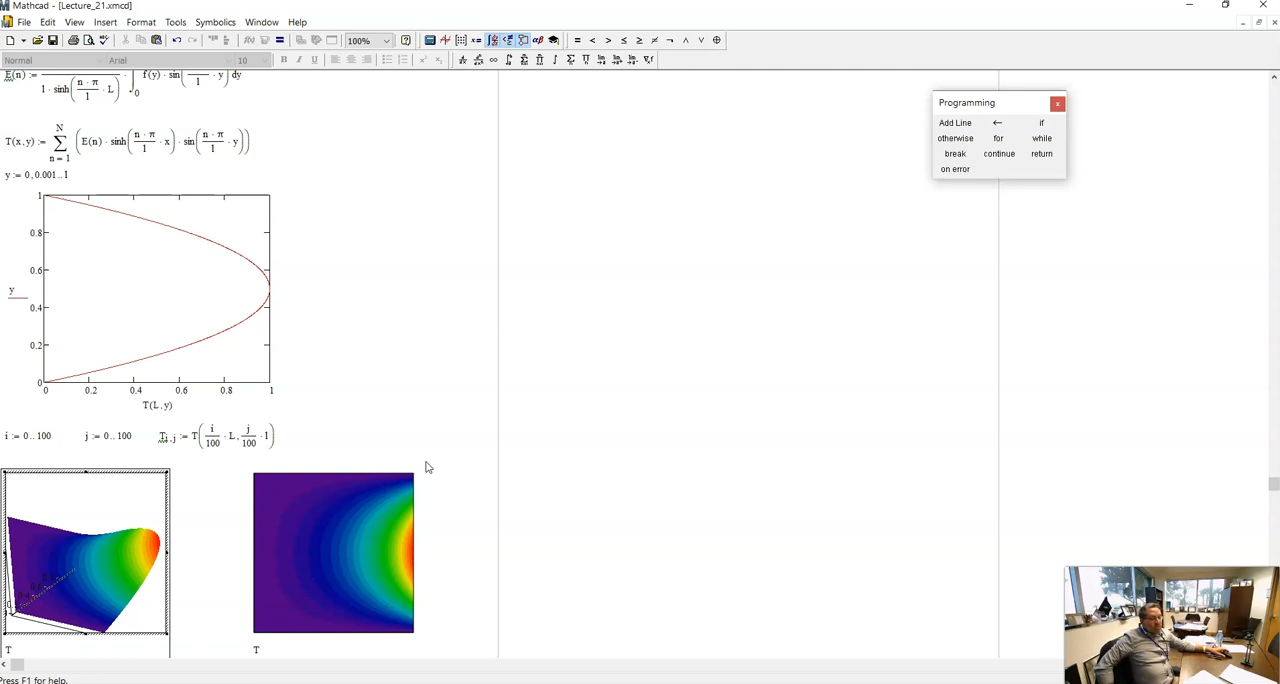 Mathcad - [Lecture_21.xmcd]
File Edit View Insert Format Tools Symbolics Window Help
100%
Normal Arial 10 B I U
E(n) := 1 · sinh(n·π/1 · L) ∫ 0 f(y) · sin( 1 · y) dy
T(x,y) := N ∑ n = 1 (E(n) · sinh(n·π/1 · x) · sin(n·π/1 · y))
y := 0, 0.001 .. 1
1
0.8
0.6
y
0.4
0.2
0
0 0.2 0.4 0.6 0.8 1
T(L,y)
i := 0 .. 100 j := 0 .. 100 T i,j := T(i/100 · L, j/100 · 1)
T T
Programming x
Add Line ← if
otherwise for while
break continue return
on error
Press F1 for help.